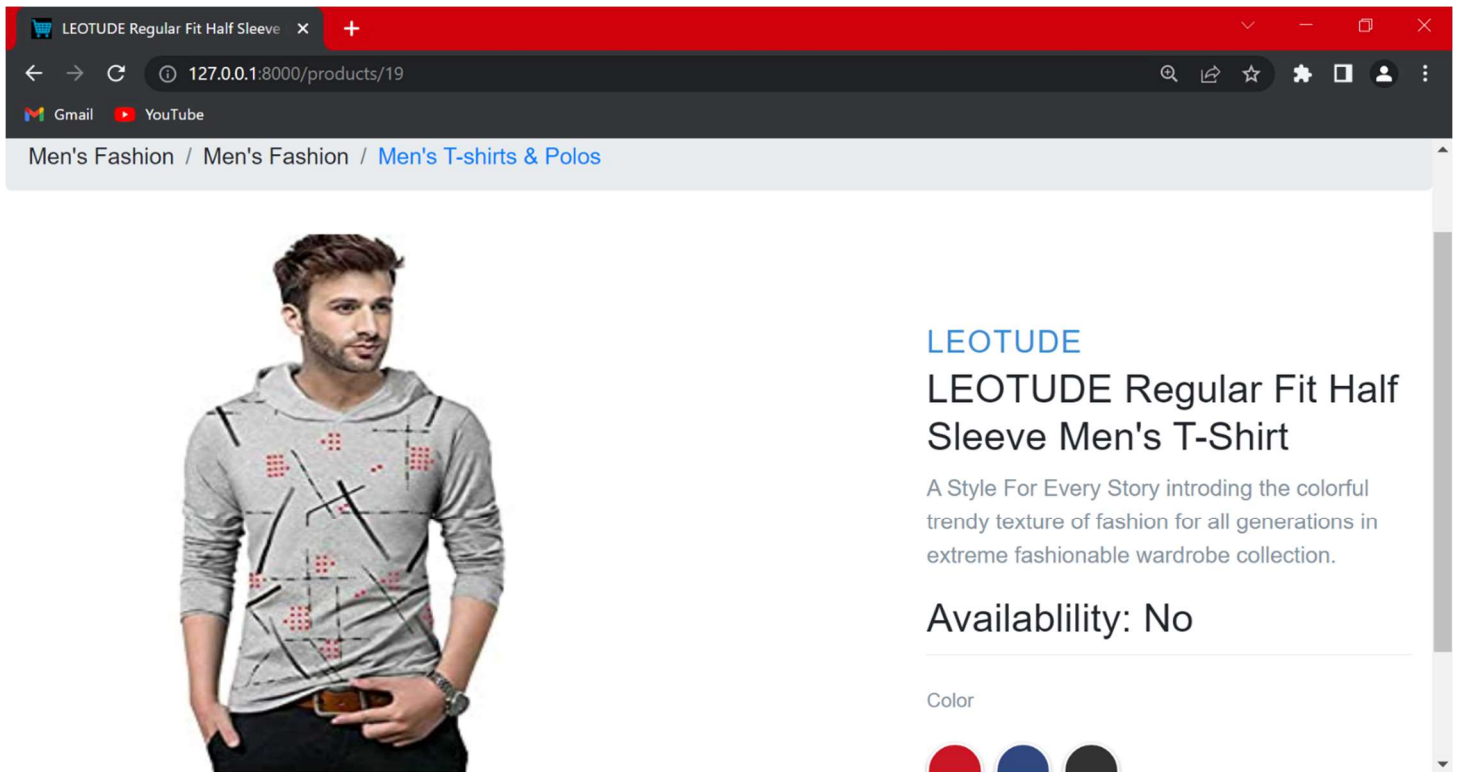 LEOTUDE Regular Fit Half Sleeve
127.0.0.1:8000/products/19
Gmail YouTube
Men's Fashion / Men's Fashion / Men's T-shirts & Polos
LEOTUDE
LEOTUDE Regular Fit Half
Sleeve Men's T-Shirt
A Style For Every Story introding the colorful
trendy texture of fashion for all generations in
extreme fashionable wardrobe collection.
Availablility: No
Color